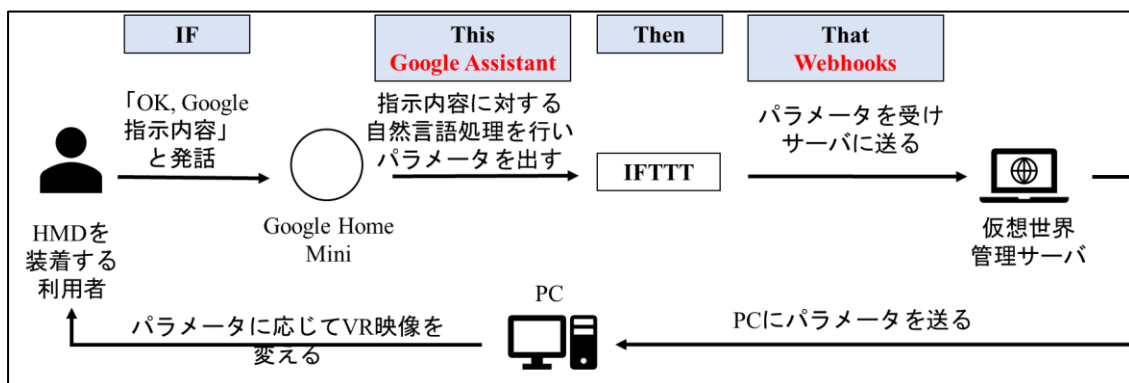 IF
This
Google Assistant
Then
That
Webhooks
「OK, Google
指示内容」
と発話
指示内容に対する
自然言語処理を行い
パラメータを出す
パラメータを受け
サーバに送る
IFTTT
HMDを
装着する
利用者
Google Home
Mini
仮想世界
管理サーバ
PC
パラメータに応じてVR映像を
変える
PCにパラメータを送る